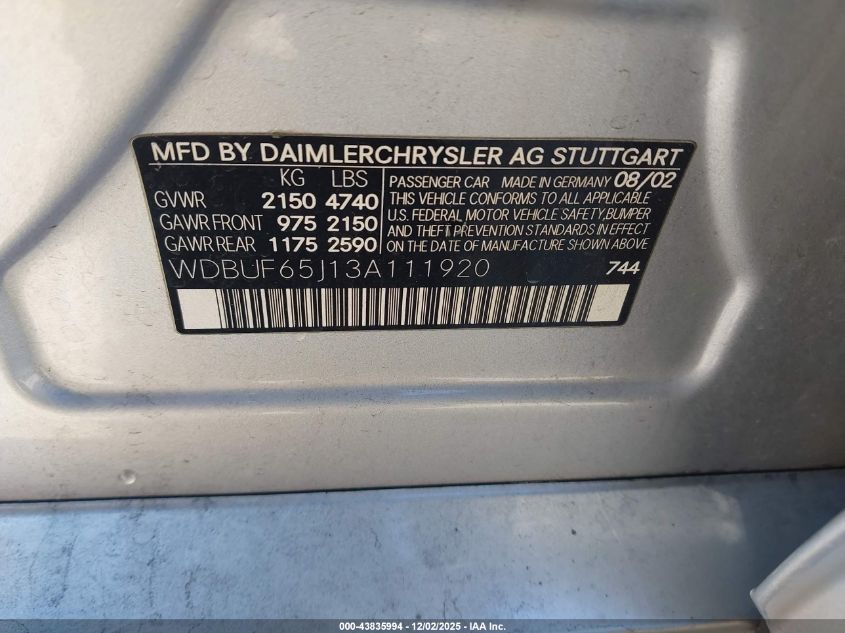 MFD BY DAIMLERCHRYSLER AG STUTTGART
KG LBS
GVWR 2150 4740
GAWR FRONT 975 2150
GAWR REAR 1175 2590
PASSENGER CAR MADE IN GERMANY 08/02
THIS VEHICLE CONFORMS TO ALL APPLICABLE
U.S. FEDERAL MOTOR VEHICLE SAFETY,BUMPER
AND THEFT PREVENTION STANDARDS IN EFFECT
ON THE DATE OF MANUFACTURE SHOWN ABOVE
WDBUF65J13A111920 744
000-43835994 - 12/02/2025 - IAA Inc.